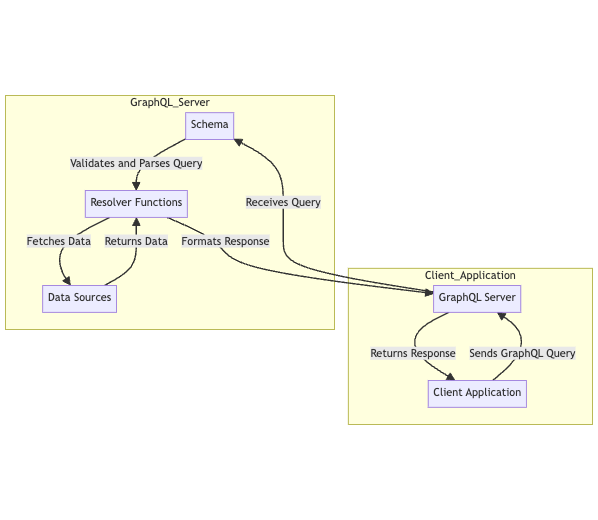 GraphQL_Server
Schema
Validates and Parses Query
Resolver Functions
Receives Query
Fetches Data
Returns Data
Formats Response
Data Sources
Client_Application
GraphQL Server
Returns Response
Sends GraphQL Query
Client Application